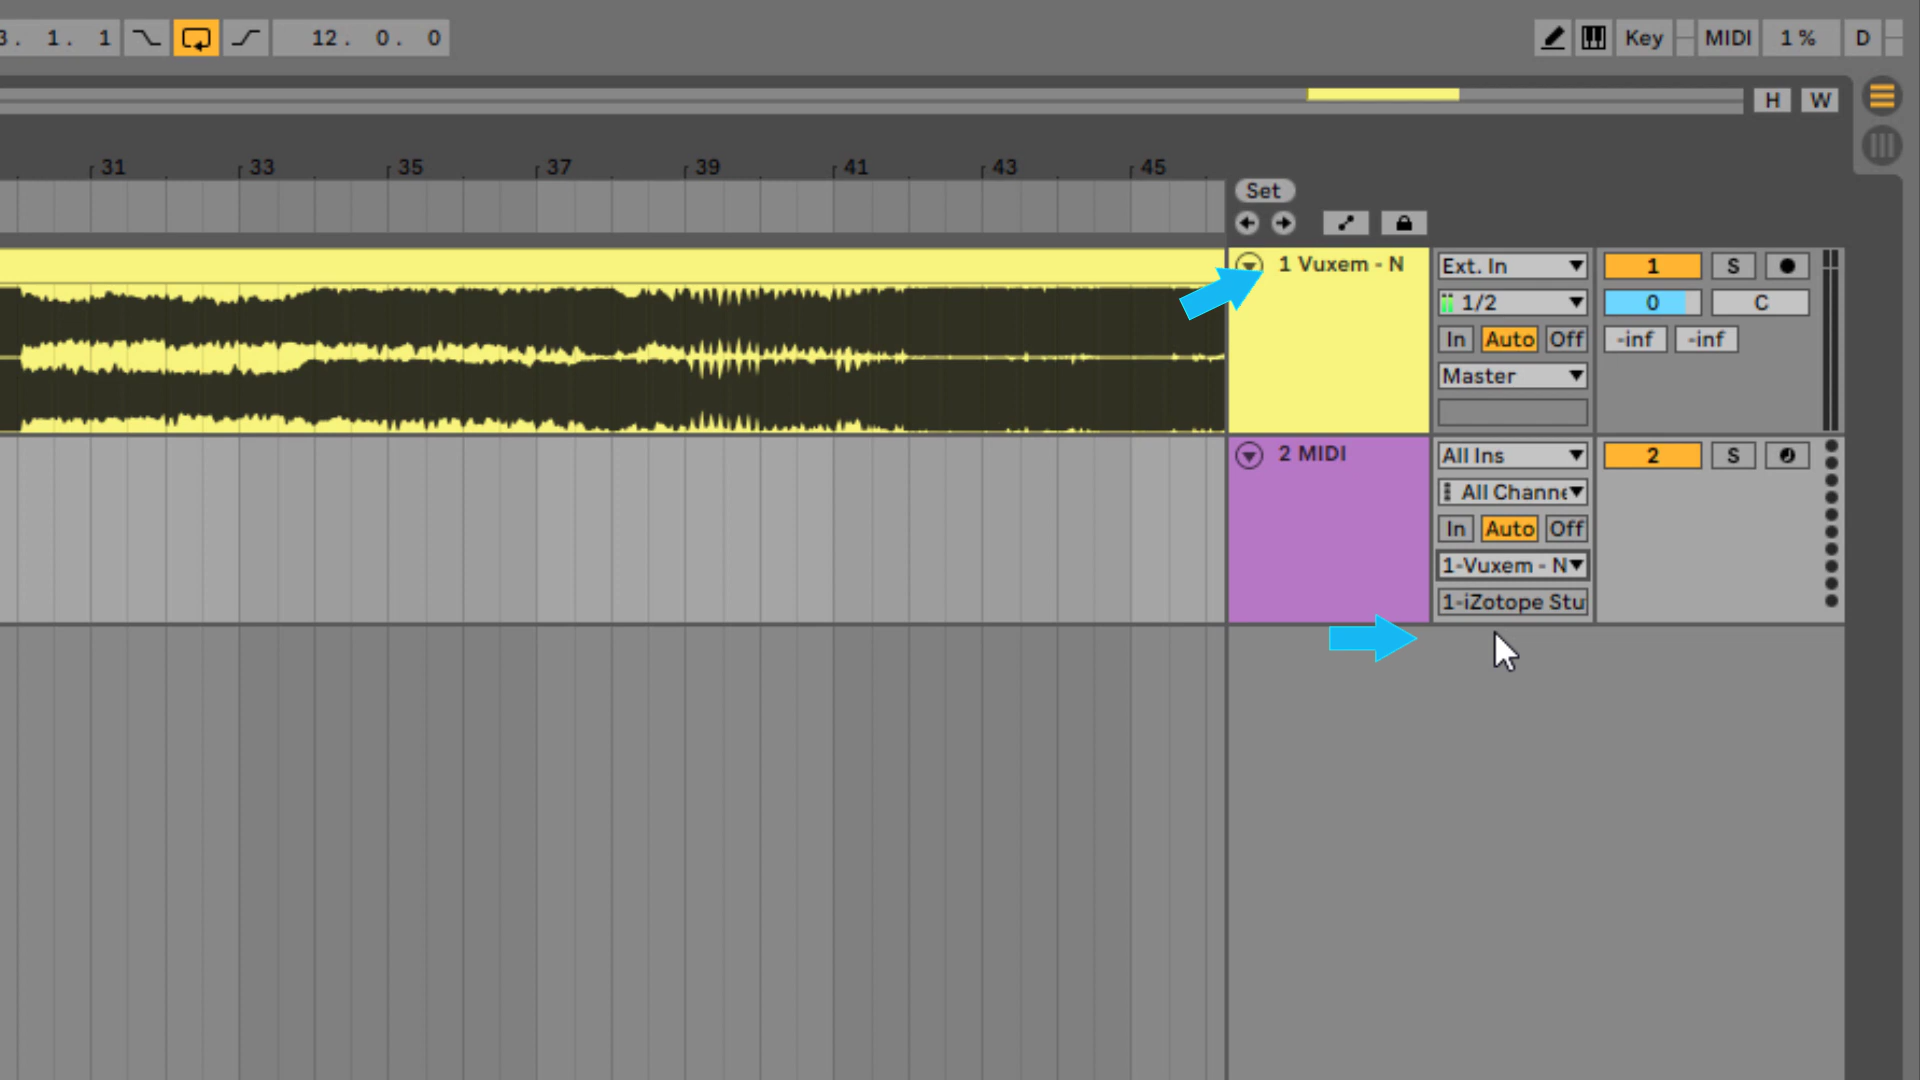 3. 1. 1 12. 0. 0 Key MIDI 1 % D
H W
31 33 35 37 39 41 43 45
Set
1 Vuxem - N Ext. In 1 S
1/2 0 C
In Auto Off -inf -inf
Master
2 MIDI All Ins 2 S
All Channe
In Auto Off
1-Vuxem - N
1-iZotope Stu